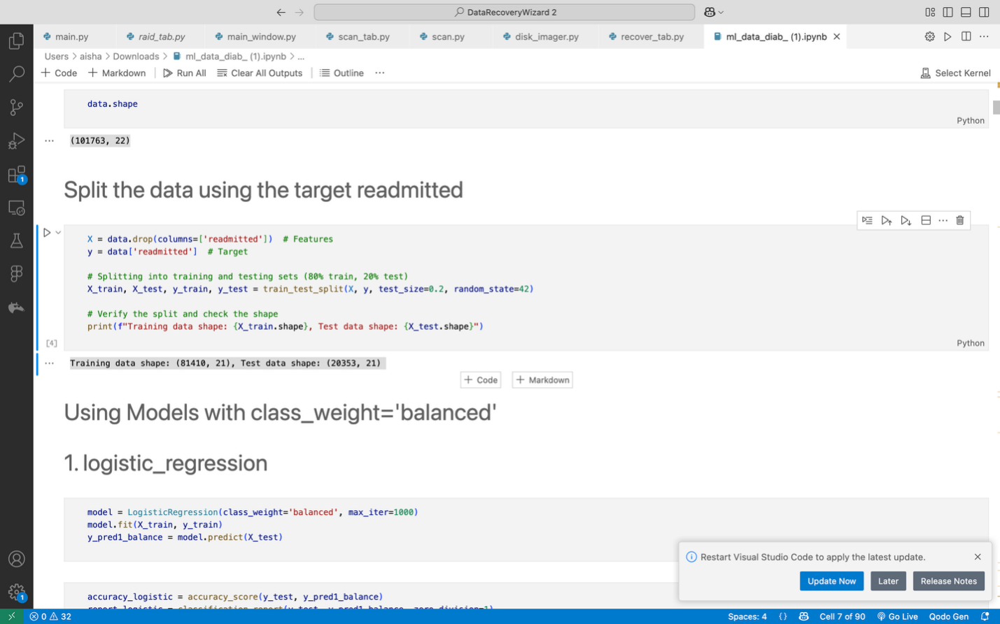 DataRecoveryWizard 2
main.py
raid_tab.py
main_window.py
scan_tab.py
scan.py
disk_imager.py
recover_tab.py
ml_data_diab_ (1).ipynb
Users > aisha > Downloads > ml_data_diab_ (1).ipynb > ...
+ Code + Markdown Run All Clear All Outputs Outline ...
Select Kernel
data.shape
Python
(101763, 22)
Split the data using the target readmitted
X = data.drop(columns=['readmitted']) # Features
y = data['readmitted'] # Target
# Splitting into training and testing sets (80% train, 20% test)
X_train, X_test, y_train, y_test = train_test_split(X, y, test_size=0.2, random_state=42)
# Verify the split and check the shape
print(f"Training data shape: {X_train.shape}, Test data shape: {X_test.shape}")
[4]
Python
Training data shape: (81410, 21), Test data shape: (20353, 21)
+ Code + Markdown
Using Models with class_weight='balanced'
1. logistic_regression
model = LogisticRegression(class_weight='balanced', max_iter=1000)
model.fit(X_train, y_train)
y_pred1_balance = model.predict(X_test)
accuracy_logistic = accuracy_score(y_test, y_pred1_balance)
report_logistic = classification_report(y_test, y_pred1_balance, zero_division=1)
Restart Visual Studio Code to apply the latest update.
Update Now
Later
Release Notes
1
1
0 32
Spaces: 4 {} Cell 7 of 90 Go Live Qodo Gen